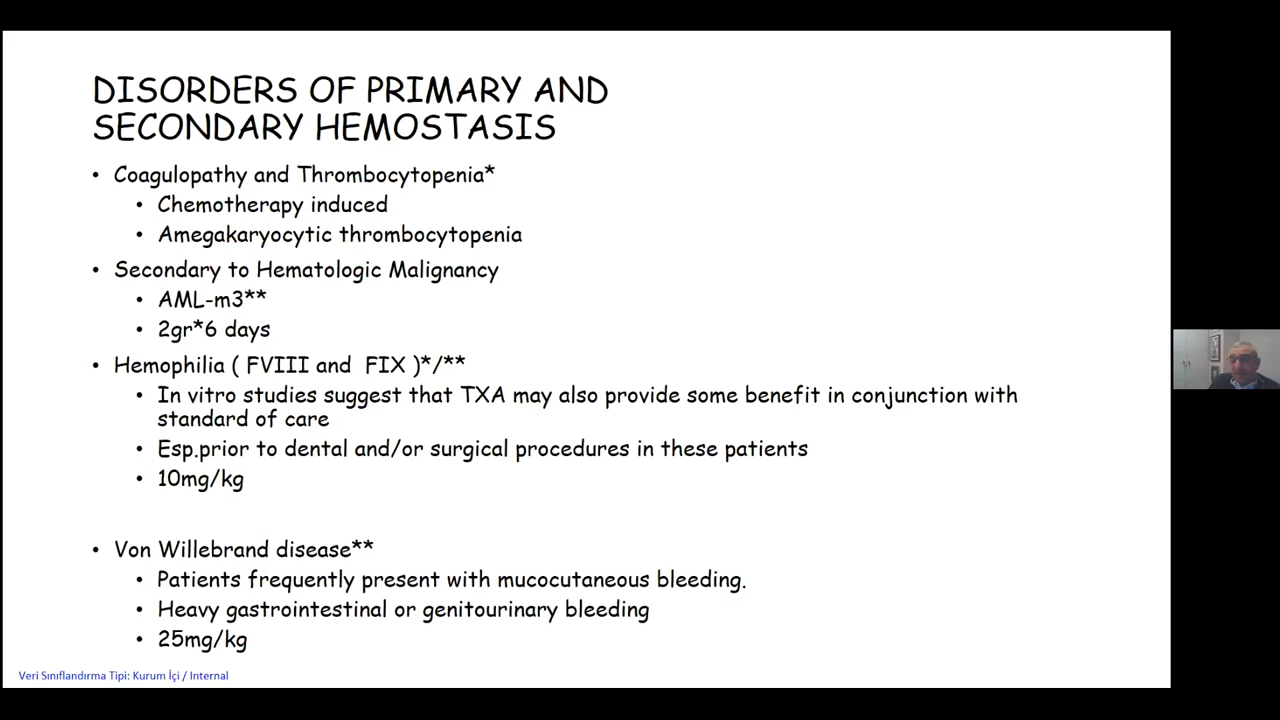 DISORDERS OF PRIMARY AND
SECONDARY HEMOSTASIS
• Coagulopathy and Thrombocytopenia*
• Chemotherapy induced
• Amegakaryocytic thrombocytopenia
• Secondary to Hematologic Malignancy
• AML-m3**
• 2gr*6 days
• Hemophilia ( FVIII and FIX )*/**
• In vitro studies suggest that TXA may also provide some benefit in conjunction with
standard of care
• Esp.prior to dental and/or surgical procedures in these patients
• 10mg/kg
• Von Willebrand disease**
• Patients frequently present with mucocutaneous bleeding.
• Heavy gastrointestinal or genitourinary bleeding
• 25mg/kg
Veri Sınıflandırma Tipi: Kurum İçi / Internal